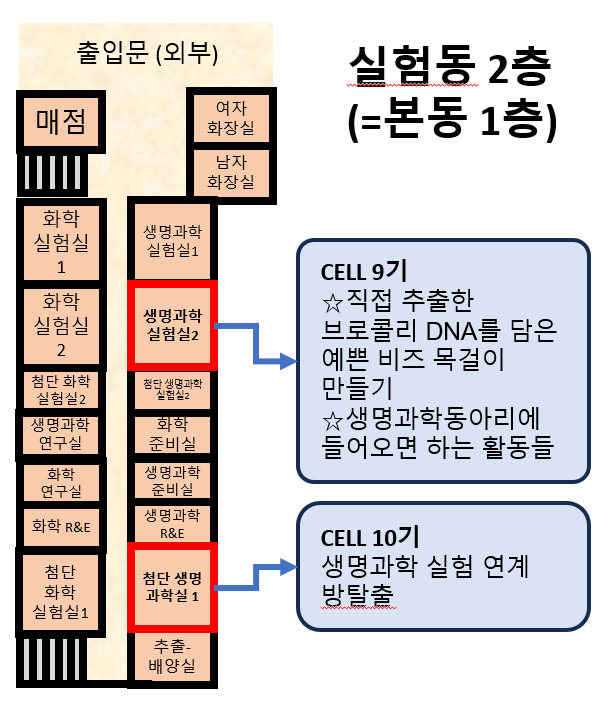 출입문 (외부)
실험동 2층
(=본동 1층)
매점
여자
화장실
남자
화장실
화학
실험실
1
생명과학
실험실1
화학
실험실
2
생명과학
실험실2
첨단 화학
실험실2
첨단 생명과학
실험실2
생명과학
연구실
화학
준비실
화학
연구실
생명과학
준비실
화학 R&E
생명과학
R&E
첨단
화학
실험실1
첨단 생명
과학실 1
추출-
배양실
CELL 9기
☆직접 추출한
브로콜리 DNA를 담은
예쁜 비즈 목걸이
만들기
☆생명과학동아리에
들어오면 하는 활동들
CELL 10기
생명과학 실험 연계
방탈출